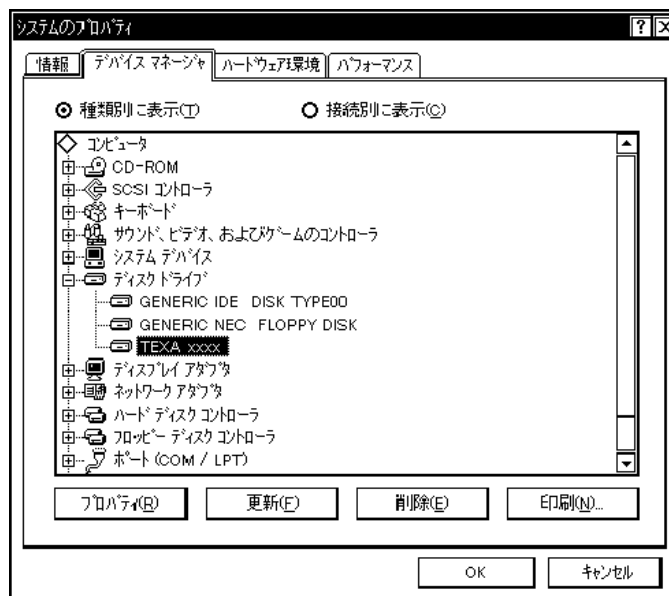 システムのプロパティ
情報 デバイス マネージャ ハードウェア環境 パフォーマンス
種類別に表示(T) 接続別に表示(C)
コンピュータ
CD-ROM
SCSI コントローラ
キーボード
サウンド、ビデオ、およびゲームのコントローラ
システム デバイス
ディスク ドライブ
GENERIC IDE DISK TYPE00
GENERIC NEC FLOPPY DISK
TEXA xxxx
ディスプレイ アダプタ
ネットワーク アダプタ
ハード ディスク コントローラ
フロッピー ディスク コントローラ
ポート (COM / LPT)
プロパティ(R) 更新(F) 削除(E) 印刷(N)...
OK キャンセル